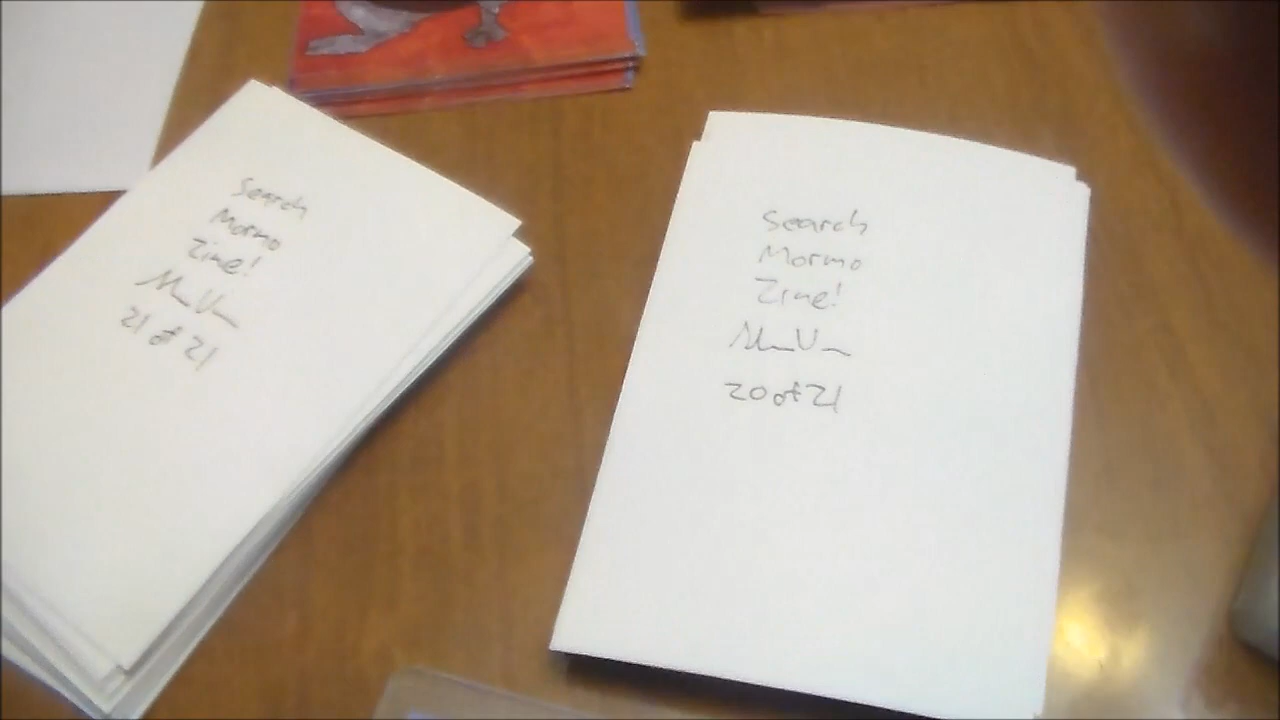 Search
Mormo
Zine!
21 of 21
Search
Mormo
Zine!
20 of 21